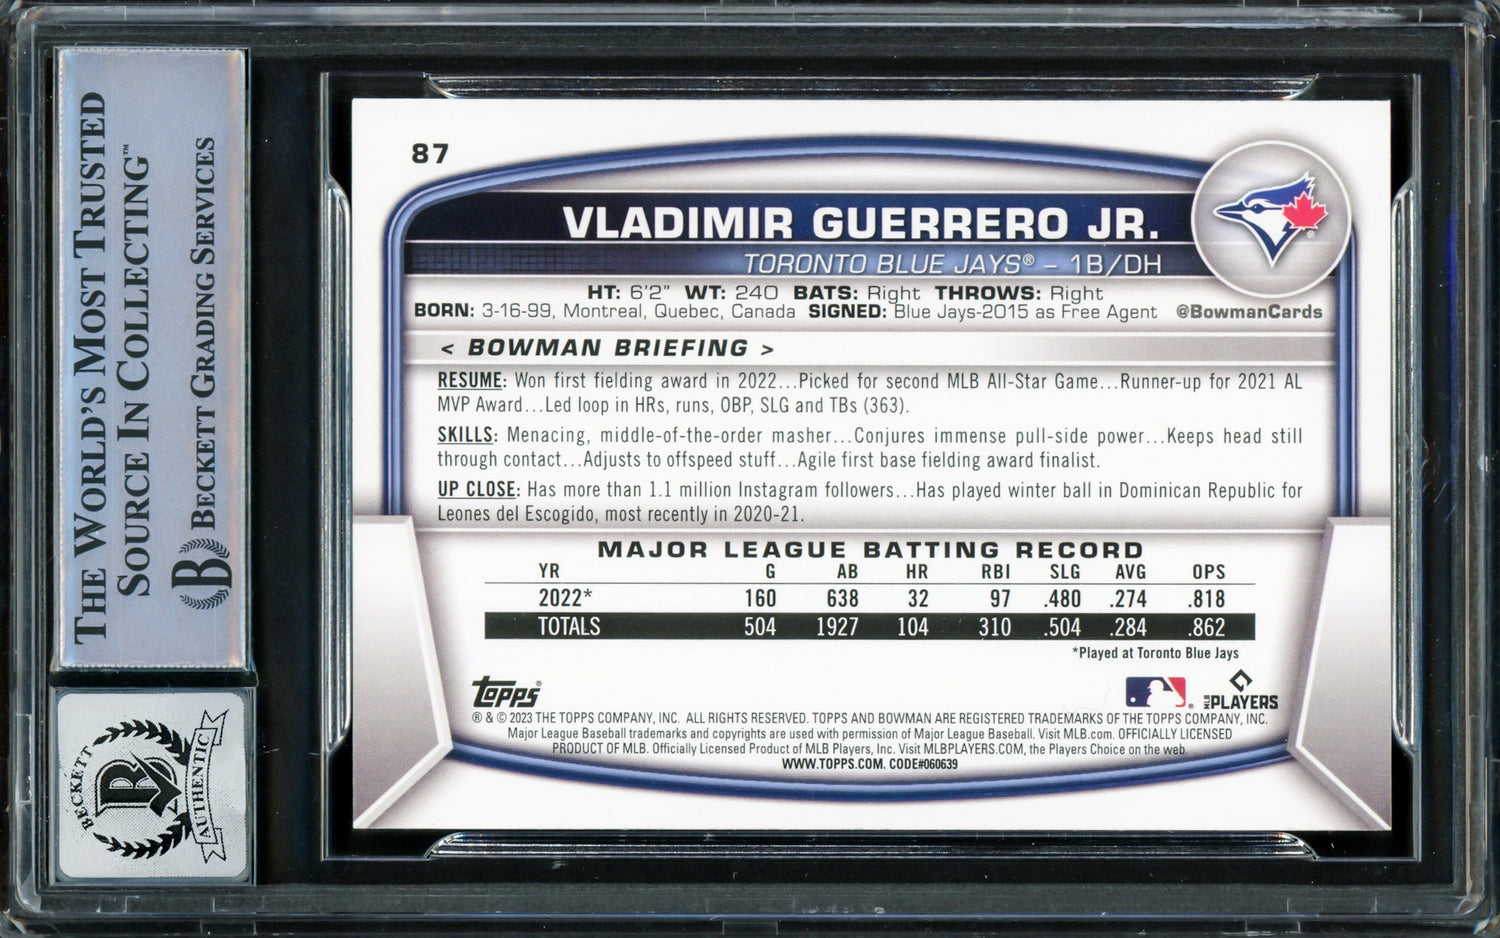 THE WORLD'S MOST TRUSTED
SOURCE IN COLLECTING™
BECKETT GRADING SERVICES
B
BECKETT
B
AUTHENTIC
87
VLADIMIR GUERRERO JR.
TORONTO BLUE JAYS® – 1B/DH
HT: 6'2" WT: 240 BATS: Right THROWS: Right
BORN: 3-16-99, Montreal, Quebec, Canada SIGNED: Blue Jays-2015 as Free Agent @BowmanCards
< BOWMAN BRIEFING >
RESUME: Won first fielding award in 2022...Picked for second MLB All-Star Game...Runner-up for 2021 AL
MVP Award...Led loop in HRs, runs, OBP, SLG and TBs (363).
SKILLS: Menacing, middle-of-the-order masher...Conjures immense pull-side power...Keeps head still
through contact...Adjusts to offspeed stuff...Agile first base fielding award finalist.
UP CLOSE: Has more than 1.1 million Instagram followers...Has played winter ball in Dominican Republic for
Leones del Escogido, most recently in 2020-21.
MAJOR LEAGUE BATTING RECORD
YR G AB HR RBI SLG AVG OPS
2022* 160 638 32 97 .480 .274 .818
TOTALS 504 1927 104 310 .504 .284 .862
*Played at Toronto Blue Jays
Topps®
® MLB PLAYERS
® & © 2023 THE TOPPS COMPANY, INC. ALL RIGHTS RESERVED. TOPPS AND BOWMAN ARE REGISTERED TRADEMARKS OF THE TOPPS COMPANY, INC.
Major League Baseball trademarks and copyrights are used with permission of Major League Baseball. Visit MLB.com. OFFICIALLY LICENSED
PRODUCT OF MLB. Officially Licensed Product of MLB Players, Inc. Visit MLBPLAYERS.COM, the Players Choice on the web.
WWW.TOPPS.COM. CODE#060639